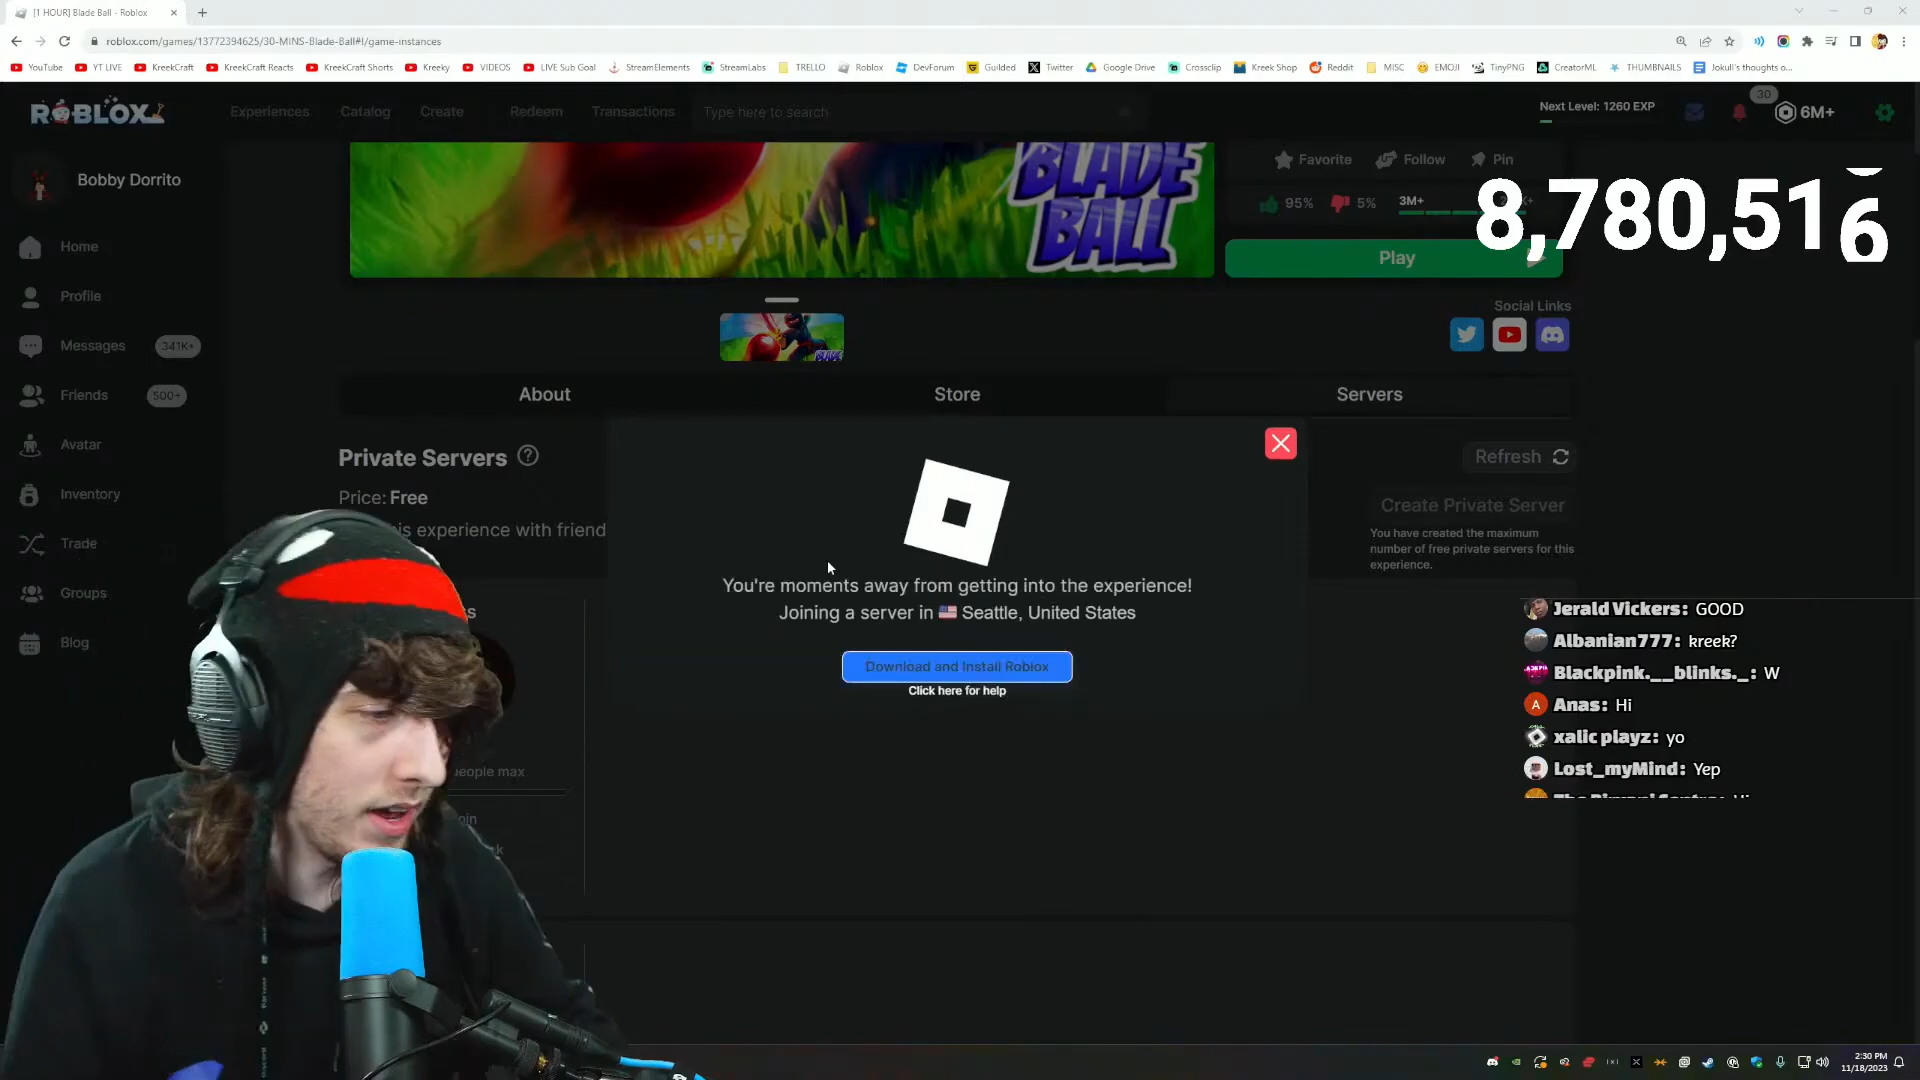 [1 HOUR] Blade Ball - Roblox
roblox.com/games/13772394625/30-MINS-Blade-Ball#!/game-instances
YouTube YT LIVE KreekCraft KreekCraft Reacts KreekCraft Shorts Kreeky VIDEOS LIVE Sub Goal StreamElements StreamLabs TRELLO Roblox DevForum Guilded Twitter Google Drive Crossclip Kreek Shop Reddit MISC EMOJI TinyPNG CreatorML THUMBNAILS Jokull's thoughts o...
ROBLOX Experiences Catalog Create Redeem Transactions Type here to search Next Level: 1260 EXP 30 6M+
Bobby Dorrito
Home
Profile
Messages 341K+
Friends 500+
Avatar
Inventory
Trade
Groups
Blog
BLADE
BALL
Favorite Follow Pin
95% 5% 3M+
8,780,516
Play
Social Links
About Store Servers
Private Servers
Refresh
Price: Free
Create Private Server
is experience with friend
You have created the maximum
number of free private servers for this
experience.
You're moments away from getting into the experience!
Joining a server in Seattle, United States
Download and Install Roblox
Click here for help
people max
Jerald Vickers: GOOD
Albanian777: kreek?
Blackpink.__blinks._: W
Anas: Hi
xalic playz: yo
Lost_myMind: Yep
2:30 PM
11/18/2023